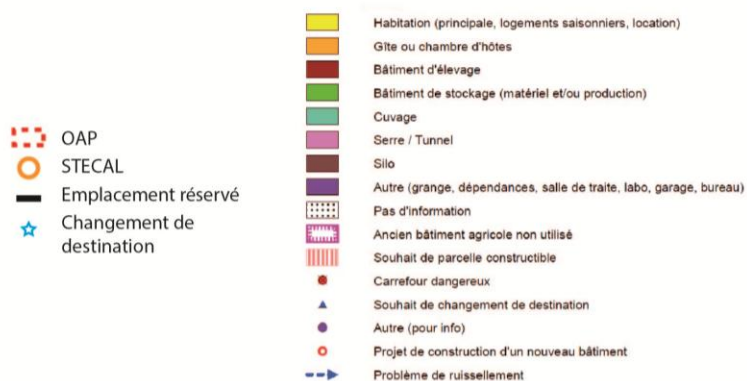 OAP
STECAL
Emplacement réservé
Changement de
destination
Habitation (principale, logements saisonniers, location)
Gîte ou chambre d'hôtes
Bâtiment d'élevage
Bâtiment de stockage (matériel et/ou production)
Cuvage
Serre / Tunnel
Silo
Autre (grange, dépendances, salle de traite, labo, garage, bureau)
Pas d'information
Ancien bâtiment agricole non utilisé
Souhait de parcelle constructible
Carrefour dangereux
Souhait de changement de destination
Autre (pour info)
Projet de construction d'un nouveau bâtiment
Problème de ruissellement